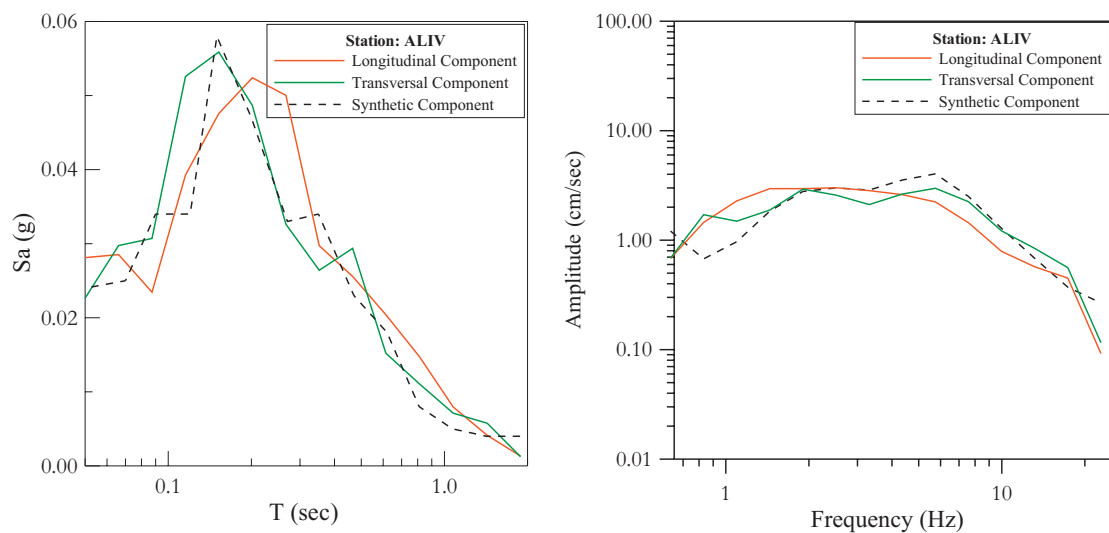 0.06
0.04
0.02
0.00
Sa (g)
Station: ALIV
Longitudinal Component
Transversal Component
Synthetic Component
0.1
1.0
T (sec)
100.00
10.00
1.00
0.10
0.01
Amplitude (cm/sec)
Station: ALIV
Longitudinal Component
Transversal Component
Synthetic Component
1
10
Frequency (Hz)